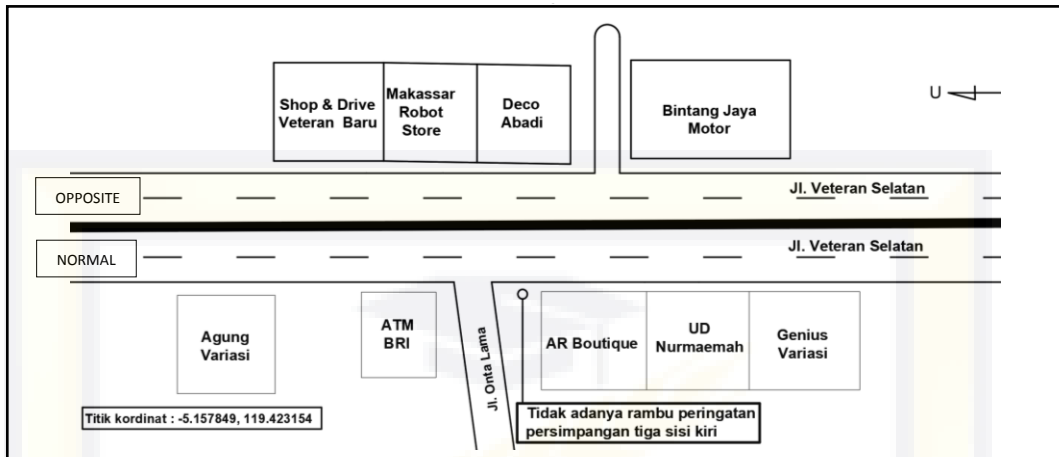 Shop & Drive
Veteran Baru
Makassar
Robot
Store
Deco
Abadi
Bintang Jaya
Motor
U
OPPOSITE
Jl. Veteran Selatan
NORMAL
Jl. Veteran Selatan
Agung
Variasi
ATM
BRI
Jl. Onta Lama
AR Boutique
UD
Nurmaemah
Genius
Variasi
Titik kordinat : -5.157849, 119.423154
Tidak adanya rambu peringatan
persimpangan tiga sisi kiri